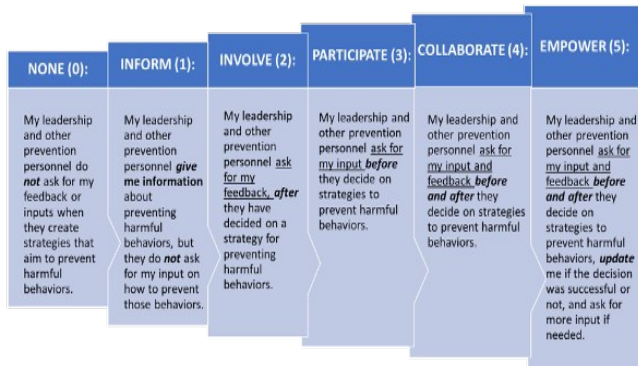 NONE (0):
My leadership
and other
prevention
personnel do
not ask for my
feedback or
inputs when
they create
strategies that
aim to prevent
harmful
behaviors.
INFORM (1):
My leadership
and other
prevention
personnel give
me information
about
preventing
harmful
behaviors, but
they do not ask
for my input on
how to prevent
those behaviors.
INVOLVE (2):
My leadership
and other
prevention
personnel ask
for my
feedback, after
they have
decided on a
strategy for
preventing
harmful
behaviors.
PARTICIPATE (3):
My leadership and
other prevention
personnel ask for
my input before
they decide on
strategies to
prevent harmful
behaviors.
COLLABORATE (4):
My leadership and
other prevention
personnel ask for
my input and
feedback before
and after they
decide on strategies
to prevent harmful
behaviors.
EMPOWER (5):
My leadership and
other prevention
personnel ask for
my input and
feedback before
and after they
decide on
strategies to
prevent harmful
behaviors, update
me if the decision
was successful or
not, and ask for
more input if
needed.